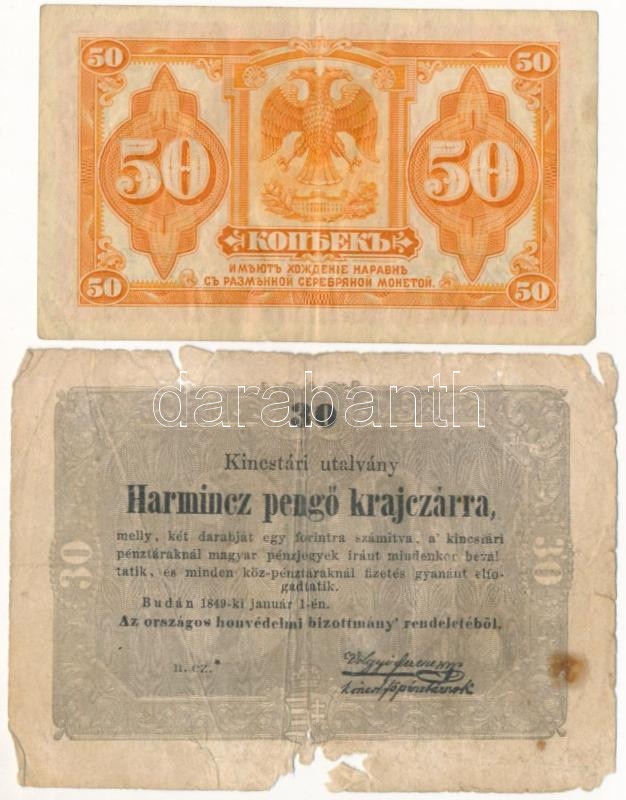 50 50
50 50
КОПѢЕКЪ
ИМѢЮТЪ ХОЖДЕНІЕ НАРАВНѢ
СЪ РАЗМѢННОЙ СЕРЕБРЯНОЙ МОНЕТОЙ.
50 50
darabanth
30
Kincstári utalvány
Harmincz pengő krajczárra,
melly, két darabját egy forintra számitva, a' kincstári
pénztáraknál magyar pénzjegyek iránt mindenkor bevál
tatik, és minden köz-pénztáraknál fizetés gyanánt elfo-
gadtatik.
30 30
Budán 1849-ki január 1-én.
Az országos honvédelmi bizottmány' rendeletéből.
n. cz.*